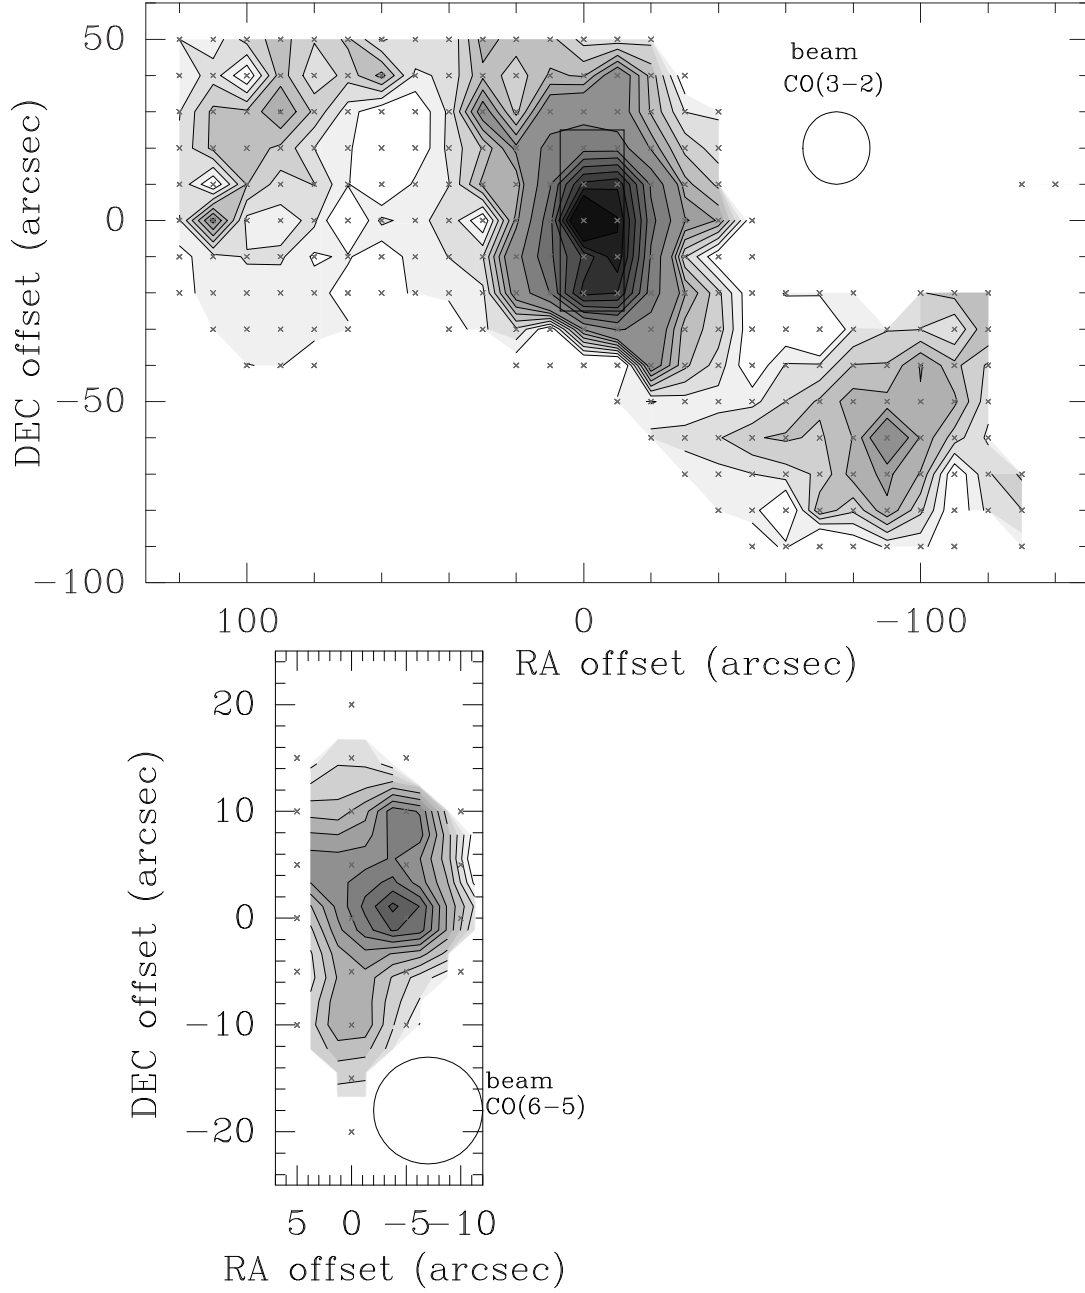 50
beam
CO(3−2)
DEC offset (arcsec)
0
−50
−100
100
0
−100
RA offset (arcsec)
20
10
DEC offset (arcsec)
0
−10
beam
CO(6−5)
−20
5
0
−5
−10
RA offset (arcsec)